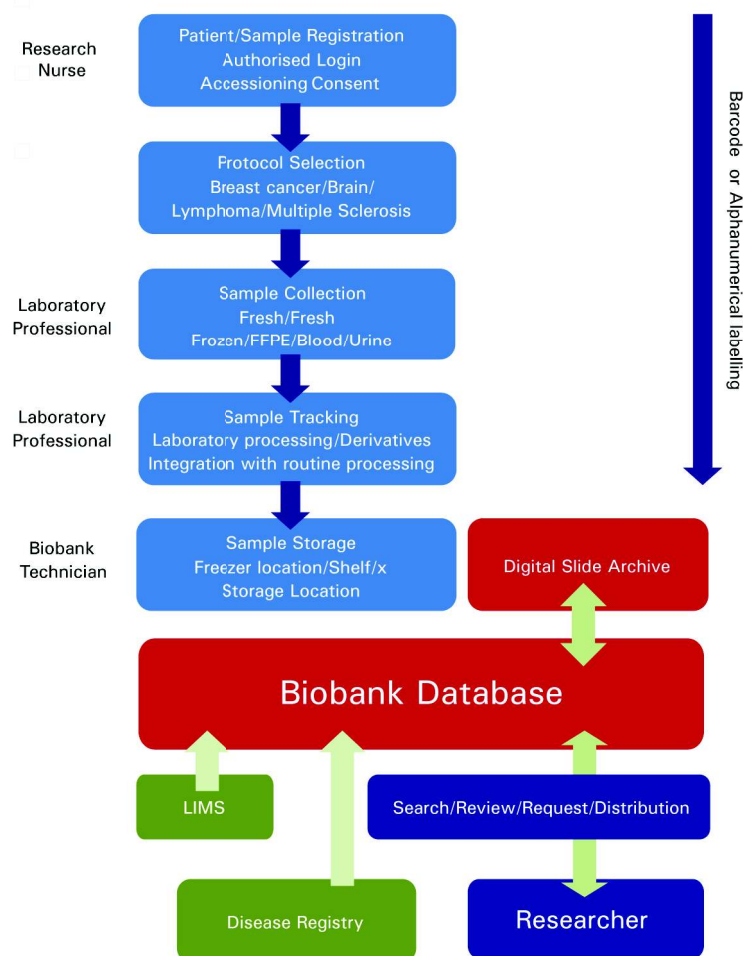 Research
Nurse
Patient/Sample Registration
Authorised Login
Accessioning Consent
Protocol Selection
Breast cancer/Brain/
Lymphoma/Multiple Sclerosis
Laboratory
Professional
Sample Collection
Fresh/Fresh
Frozen/FFPE/Blood/Urine
Laboratory
Professional
Sample Tracking
Laboratory processing/Derivatives
Integration with routine processing
Biobank
Technician
Sample Storage
Freezer location/Shelf/x
Storage Location
Barcode or Alphanumerical labelling
Digital Slide Archive
Biobank Database
LIMS
Search/Review/Request/Distribution
Disease Registry
Researcher